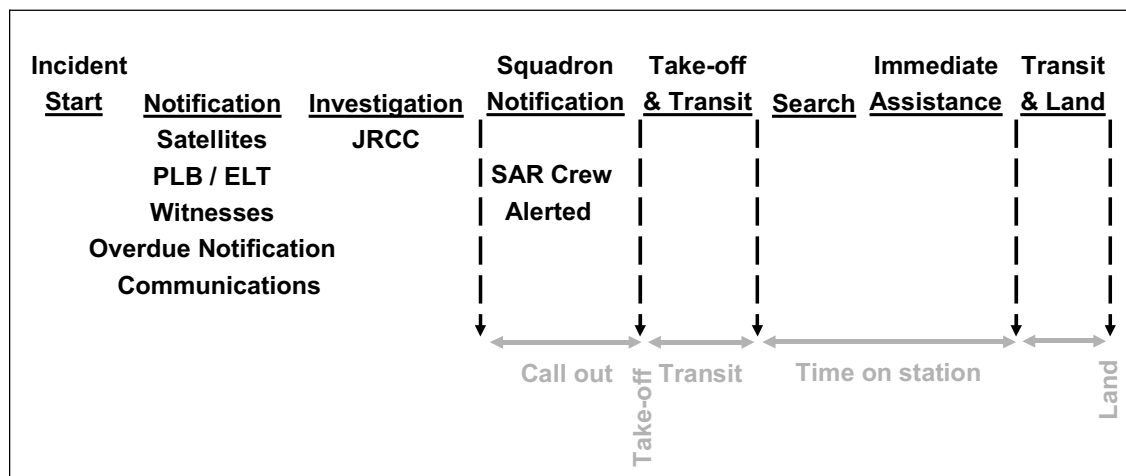 Incident
Start
Notification
Satellites
PLB / ELT
Witnesses
Overdue Notification
Communications
Investigation
JRCC
Squadron
Notification
SAR Crew
Alerted
Take-off
& Transit
Search
Immediate
Assistance
Transit
& Land
Call out
Take-off
Transit
Time on station
Land